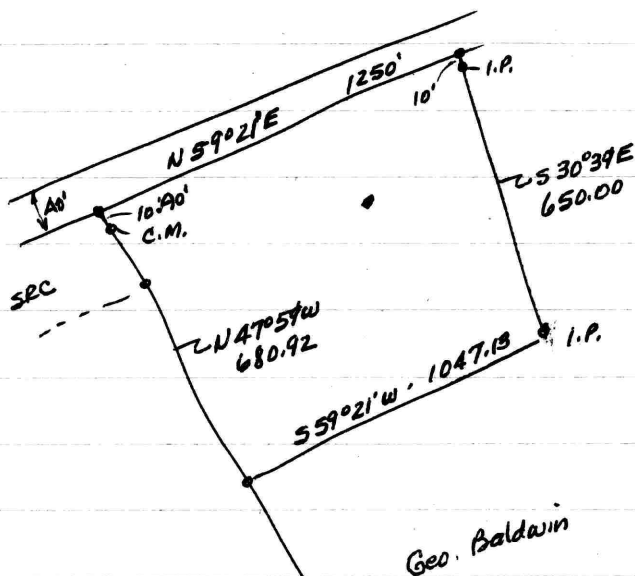 1250'
N 59°21'E
10'
I.P.
40'
10.90'
C.M.
S 30°39'E
650.00
SRC
N 47°59'W
680.92
I.P.
S 59°21'W · 1047.13
Geo. Baldwin